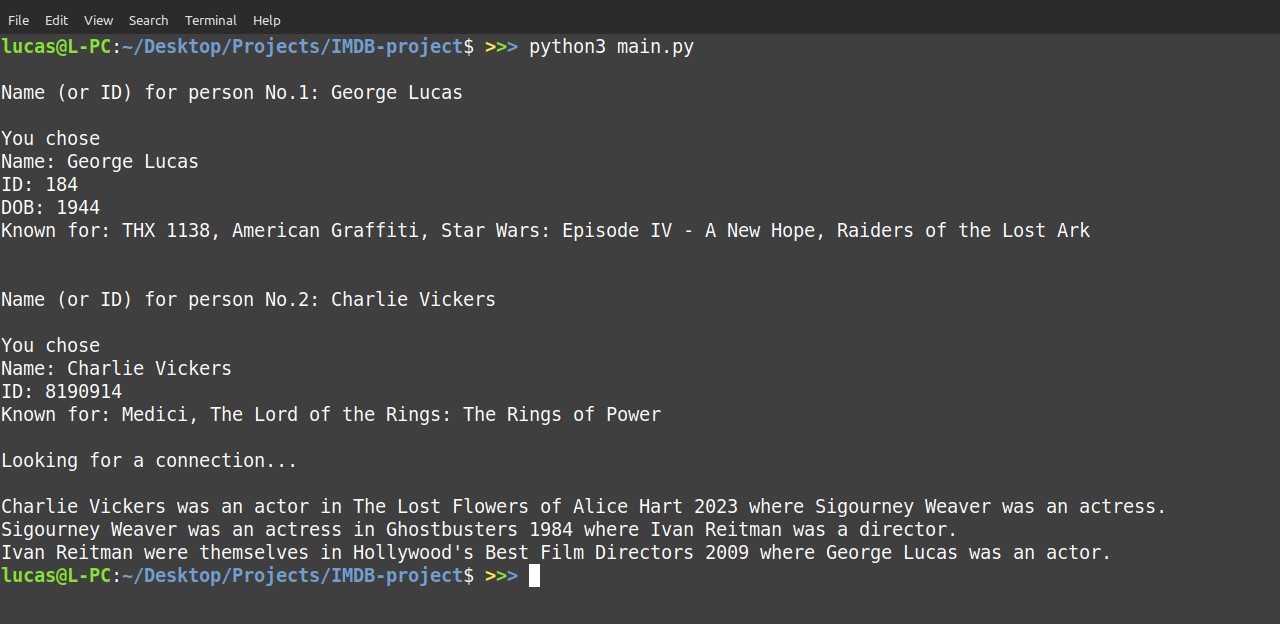 File Edit View Search Terminal Help
lucas@L-PC:~/Desktop/Projects/IMDB-project$ >>> python3 main.py
Name (or ID) for person No.1: George Lucas
You chose
Name: George Lucas
ID: 184
DOB: 1944
Known for: THX 1138, American Graffiti, Star Wars: Episode IV - A New Hope, Raiders of the Lost Ark
Name (or ID) for person No.2: Charlie Vickers
You chose
Name: Charlie Vickers
ID: 8190914
Known for: Medici, The Lord of the Rings: The Rings of Power
Looking for a connection...
Charlie Vickers was an actor in The Lost Flowers of Alice Hart 2023 where Sigourney Weaver was an actress.
Sigourney Weaver was an actress in Ghostbusters 1984 where Ivan Reitman was a director.
Ivan Reitman were themselves in Hollywood's Best Film Directors 2009 where George Lucas was an actor.
lucas@L-PC:~/Desktop/Projects/IMDB-project$ >>>